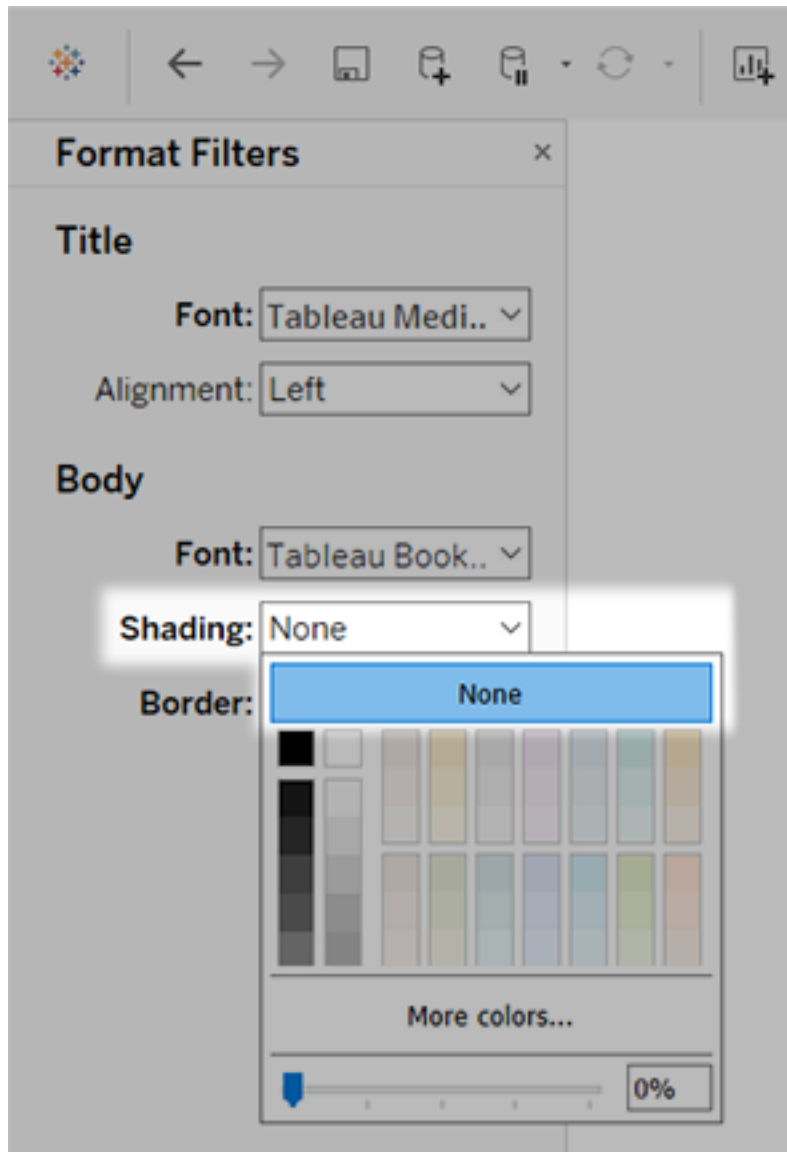 Format Filters
Title
Font: Tableau Medi..
Alignment: Left
Body
Font: Tableau Book..
Shading: None
None
Border:
More colors...
0%